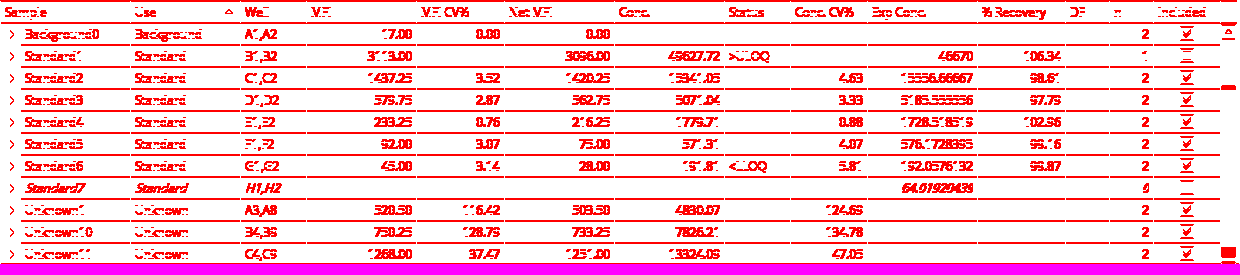 Sample Use Well M.F.I. M.F.I. CV% Net M.F.I. Conc. Status Conc. CV% Exp Conc. % Recovery DF n Included
Background0 Background A1,A2 17.00 0.00 0.00 2
Standard1 Standard B1,B2 3113.00 3096.00 49627.72 >ULOQ 46670 106.34 1
Standard2 Standard C1,C2 1437.25 3.52 1420.25 15341.05 4.63 15556.66667 98.61 2
Standard3 Standard D1,D2 579.75 2.87 562.75 5071.04 3.33 5185.555556 97.79 2
Standard4 Standard E1,E2 233.25 0.76 216.25 1779.71 0.88 1728.518519 102.96 2
Standard5 Standard F1,F2 92.00 3.07 75.00 571.31 4.07 576.1728395 99.16 2
Standard6 Standard G1,G2 45.00 3.14 28.00 191.81 <LLOQ 5.81 192.0576132 99.87 2
Standard7 Standard H1,H2 64.01920439 0
Unknown1 Unknown A3,A8 520.50 116.42 503.50 4830.07 124.69 2
Unknown10 Unknown B4,B9 750.25 128.79 733.25 7826.21 134.78 2
Unknown11 Unknown C4,C9 1268.00 37.47 1251.00 13324.09 47.05 2